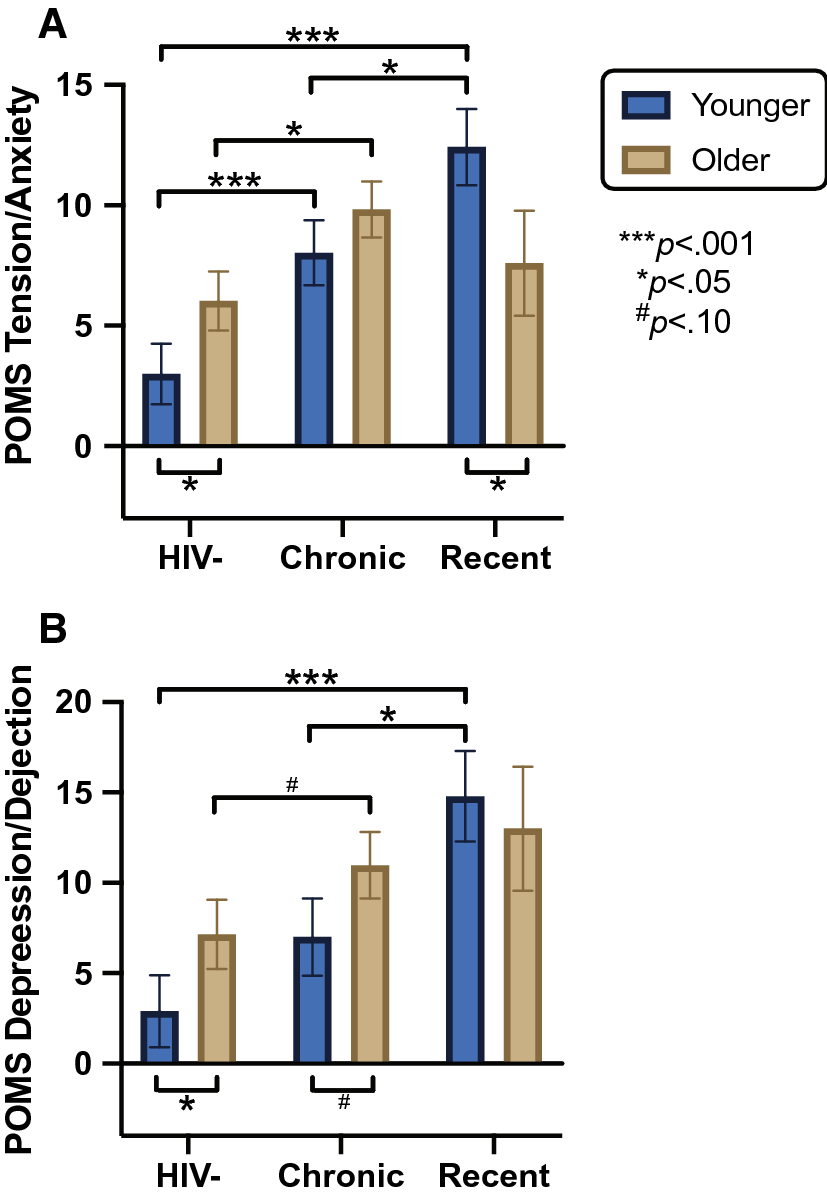 A
***
*
15
*
***
10
5
0
*
*
POMS Tension/Anxiety
HIV-
Chronic
Recent
Younger
Older
***p<.001
*p<.05
#p<.10
B
***
20
*
#
15
10
5
0
*
#
POMS Depreession/Dejection
HIV-
Chronic
Recent